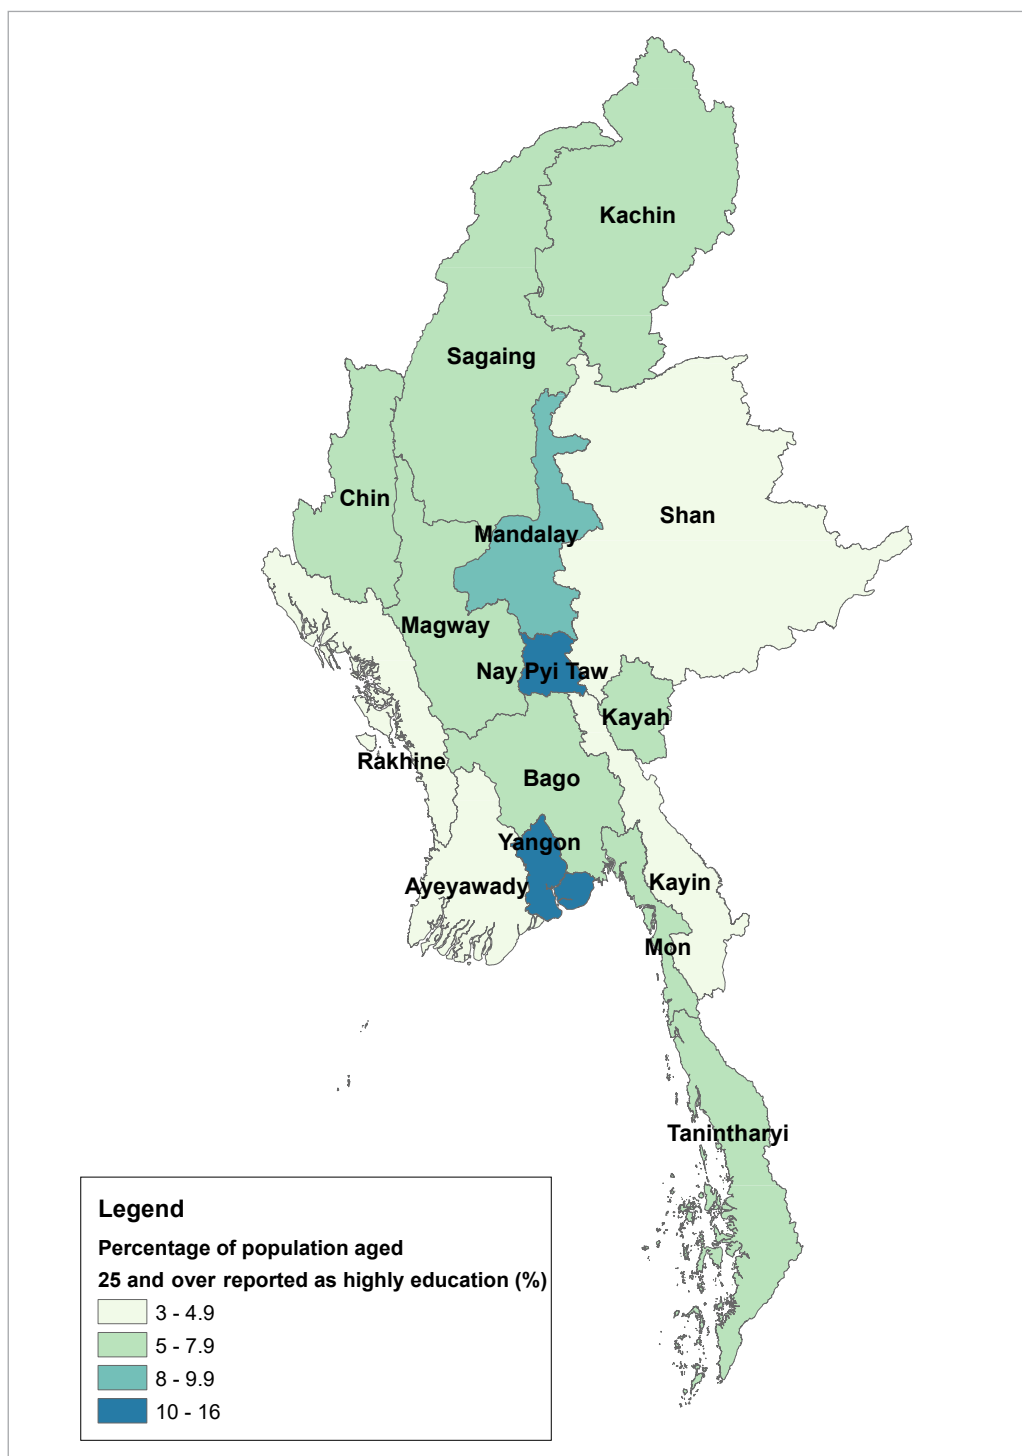 Kachin
Sagaing
Chin
Shan
Mandalay
Magway
Nay Pyi Taw
Kayah
Rakhine
Bago
Yangon
Ayeyawady
Kayin
Mon
Tanintharyi
Legend
Percentage of population aged
25 and over reported as highly education (%)
3 - 4.9
5 - 7.9
8 - 9.9
10 - 16